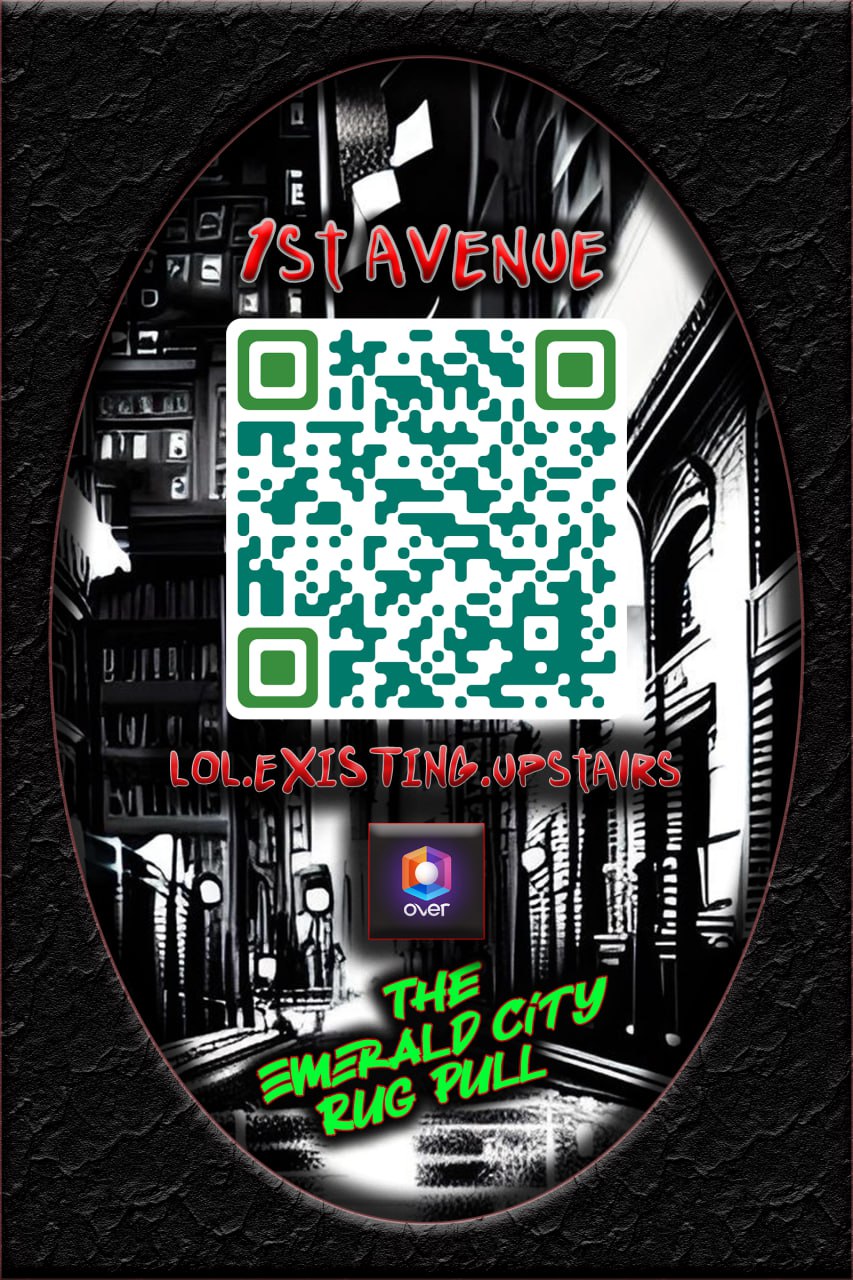 1st AVENUE
LOL.EXISTING.UPSTAIRS
over
THE
EMERALD CITY
RUG PULL